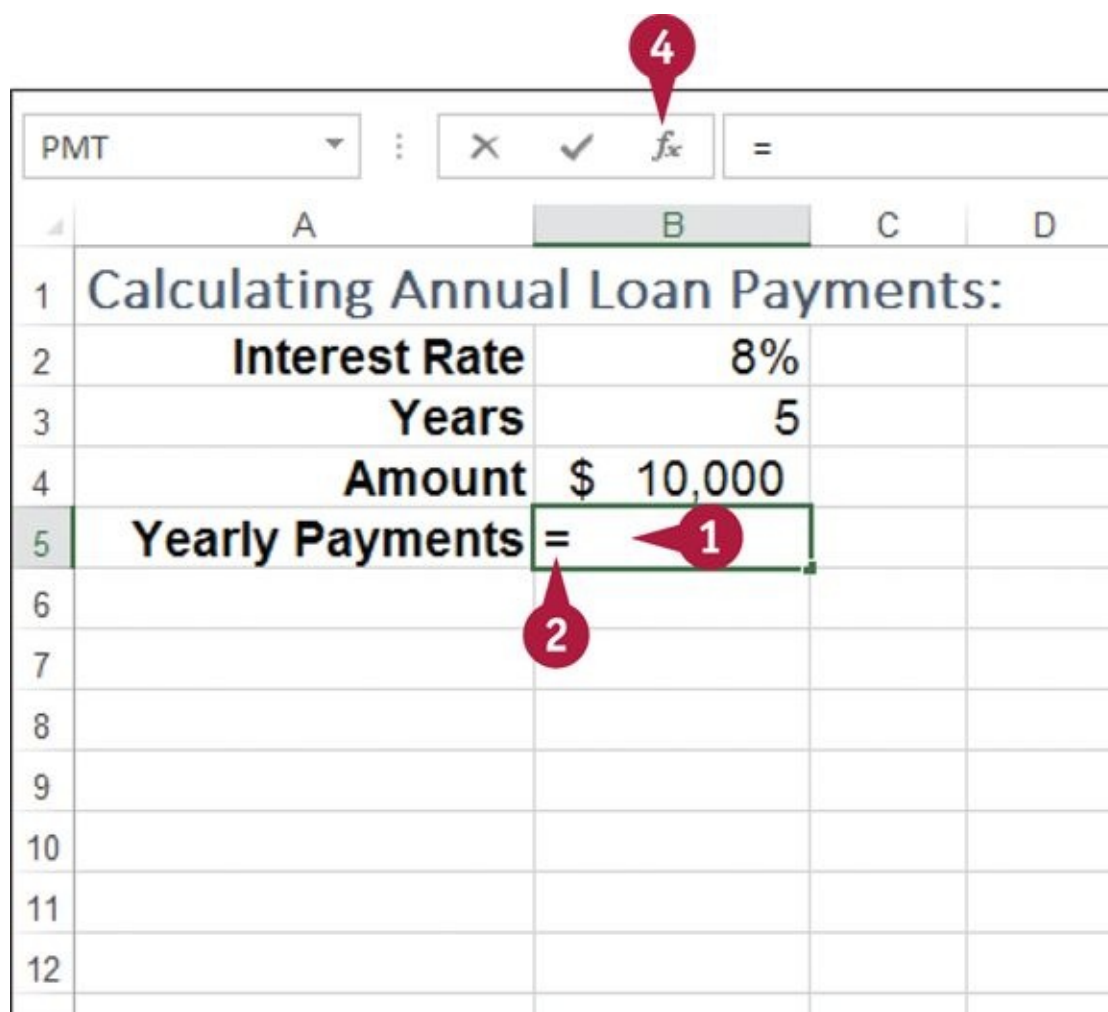 4
PMT fx =
A B C D
1 Calculating Annual Loan Payments:
2 Interest Rate 8%
3 Years 5
4 Amount $ 10,000
5 Yearly Payments = 1
6
2
7
8
9
10
11
12